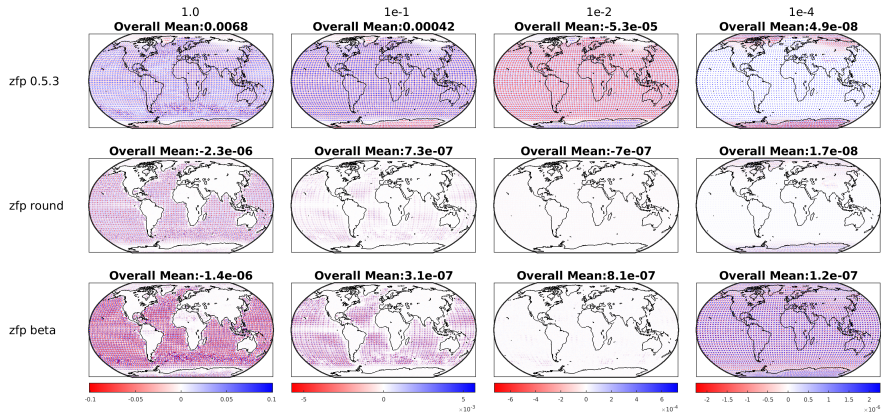 1.0 1e-1 1e-2 1e-4
Overall Mean:0.0068 Overall Mean:0.00042 Overall Mean:-5.3e-05 Overall Mean:4.9e-08
zfp 0.5.3
Overall Mean:-2.3e-06 Overall Mean:7.3e-07 Overall Mean:-7e-07 Overall Mean:1.7e-08
zfp round
Overall Mean:-1.4e-06 Overall Mean:3.1e-07 Overall Mean:8.1e-07 Overall Mean:1.2e-07
zfp beta
-0.1 -0.05 0 0.05 0.1 -5 0 5 -6 -4 -2 0 2 4 6 -2 -1.5 -1 -0.5 0 0.5 1 1.5 2
×10⁻³ ×10⁻⁴